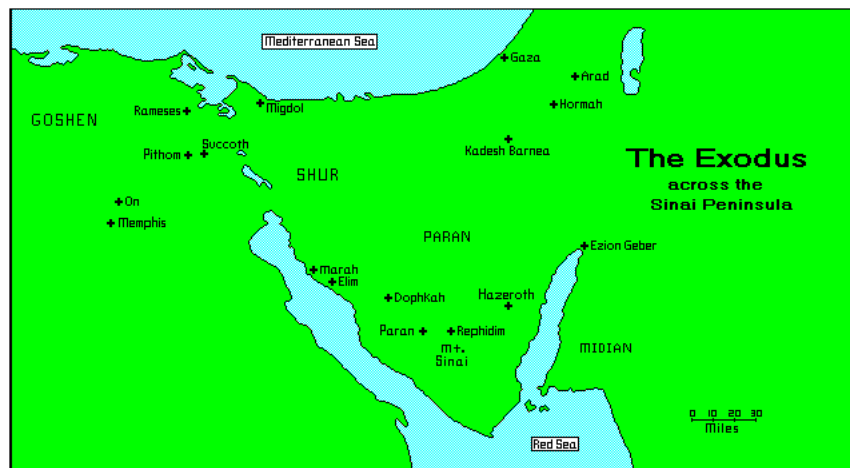 Mediterranean Sea
Gaza
Arad
Rameses
Migdol
Hormah
GOSHEN
Succoth
Kadesh Barnea
Pithom
The Exodus
across the
Sinai Peninsula
SHUR
On
Memphis
PARAN
Ezion Geber
Marah
Elim
Dophkah
Hazeroth
Paran
Rephidim
Mt.
Sinai
MIDIAN
0 10 20 30
Miles
Red Sea